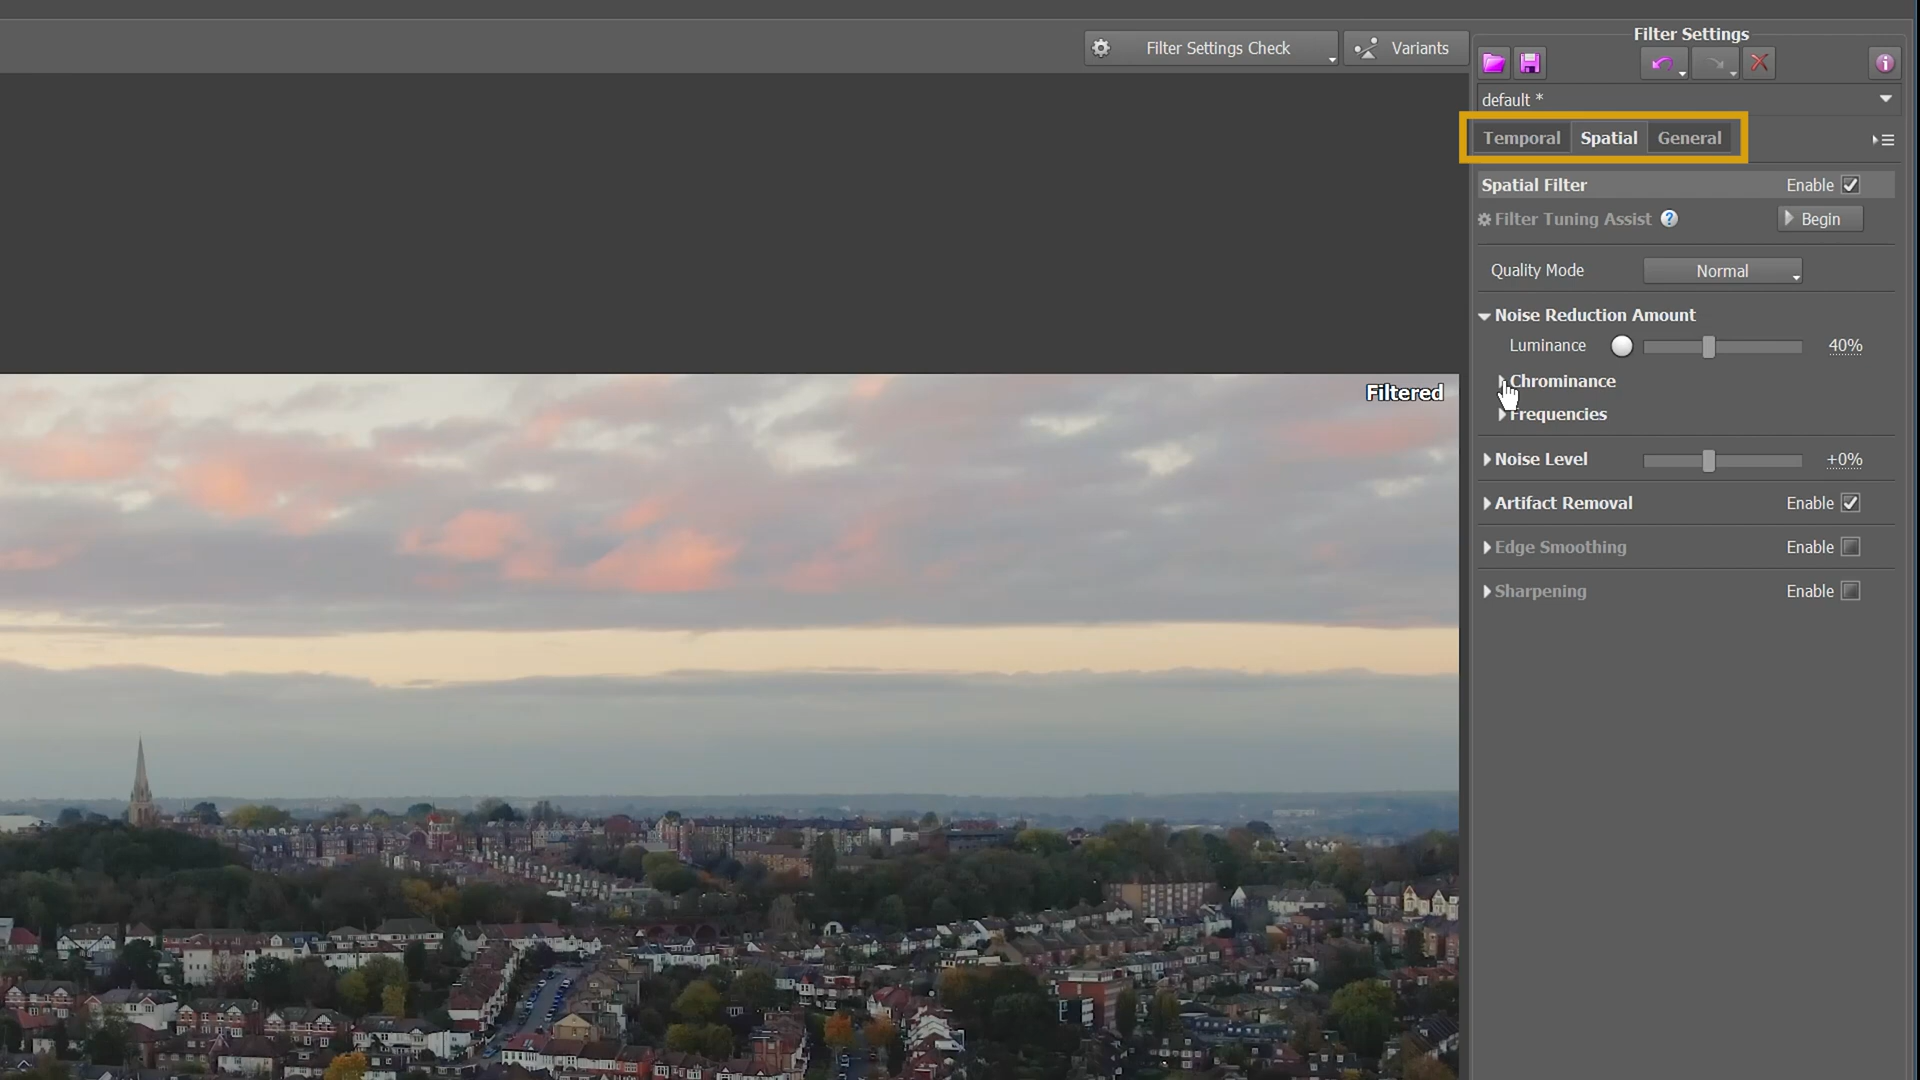 Filter Settings
Filter Settings Check
Variants
default *
Temporal Spatial General
Spatial Filter Enable
Filter Tuning Assist ? Begin
Quality Mode Normal
Noise Reduction Amount
Luminance 40%
Chrominance
Frequencies
Noise Level +0%
Artifact Removal Enable
Edge Smoothing Enable
Sharpening Enable
Filtered